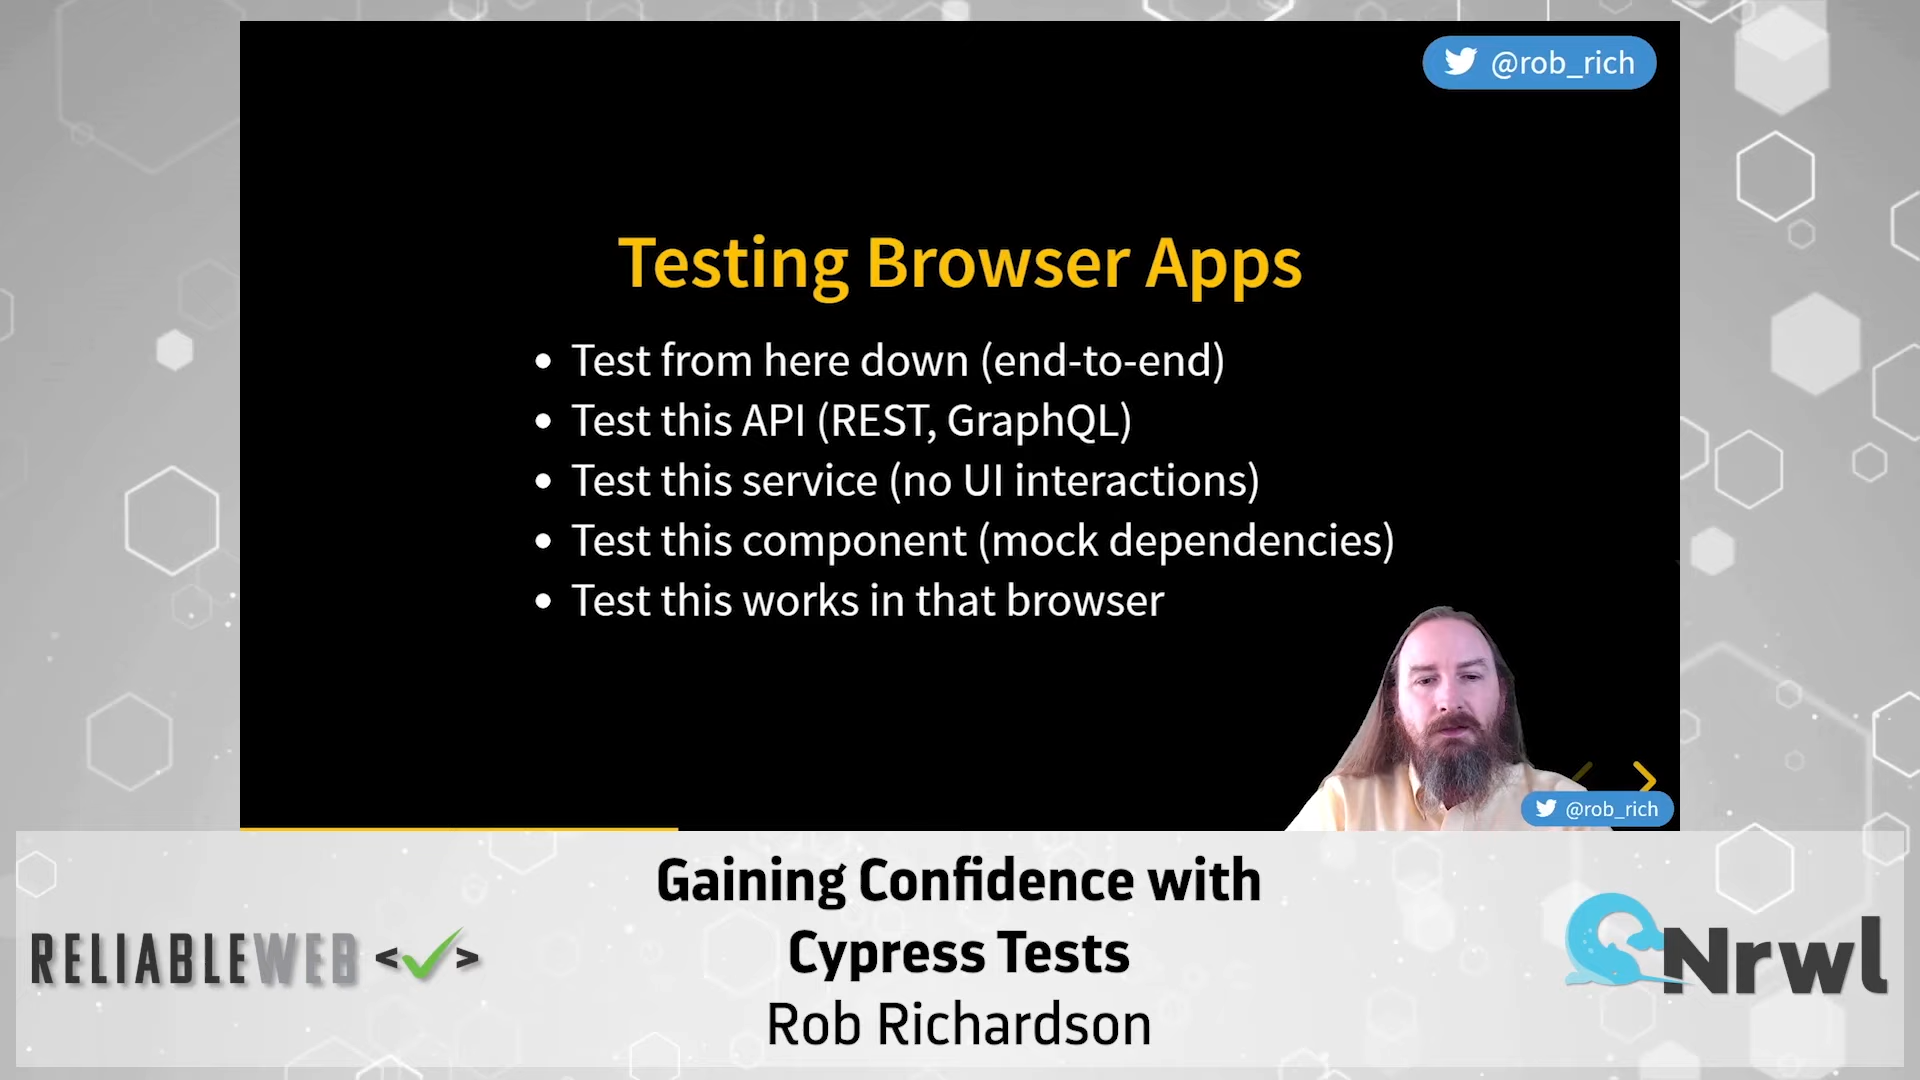 @rob_rich
Testing Browser Apps
• Test from here down (end-to-end)
• Test this API (REST, GraphQL)
• Test this service (no UI interactions)
• Test this component (mock dependencies)
• Test this works in that browser
@rob_rich
Gaining Confidence with
Cypress Tests
Rob Richardson
RELIABLEWEB < >
Nrwl